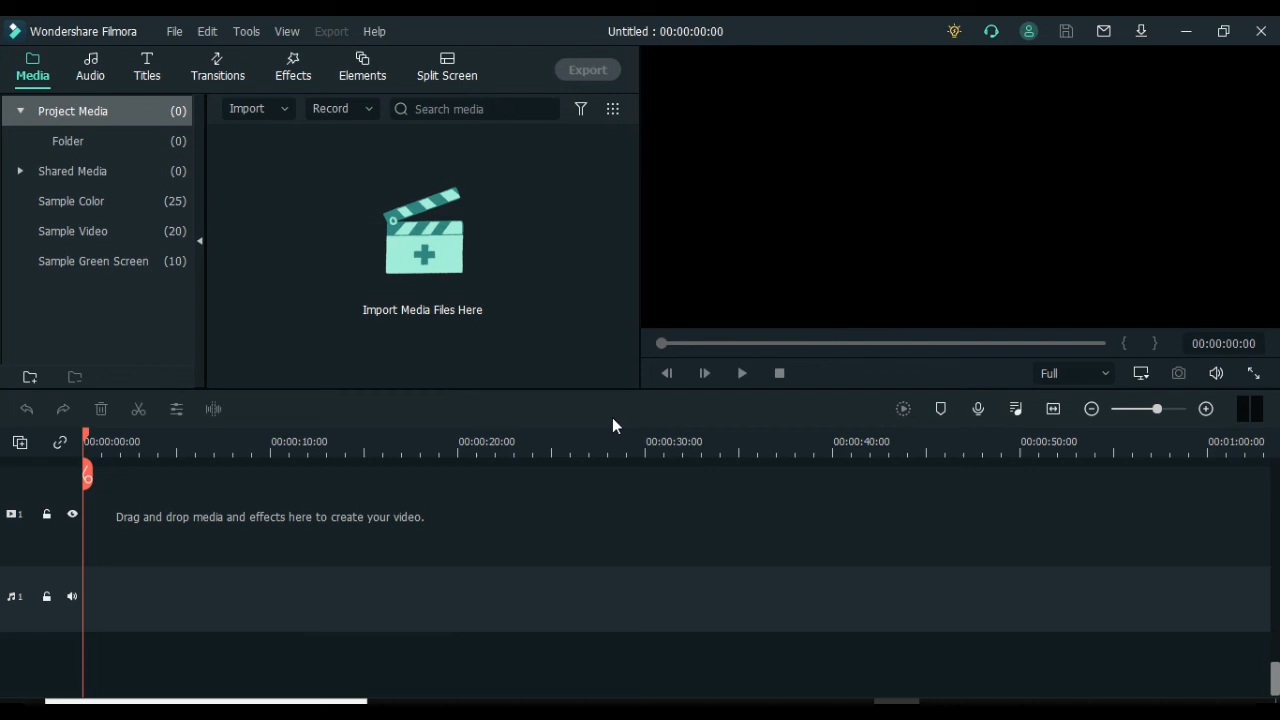 Wondershare Filmora File Edit Tools View Export Help Untitled : 00:00:00:00
Media Audio Titles Transitions Effects Elements Split Screen Export
Project Media (0)
Folder (0)
Shared Media (0)
Sample Color (25)
Sample Video (20)
Sample Green Screen (10)
Import Record Search media
Import Media Files Here
00:00:00:00
Full
00:00:00:00 00:00:10:00 00:00:20:00 00:00:30:00 00:00:40:00 00:00:50:00 00:01:00:00
1 Drag and drop media and effects here to create your video.
1